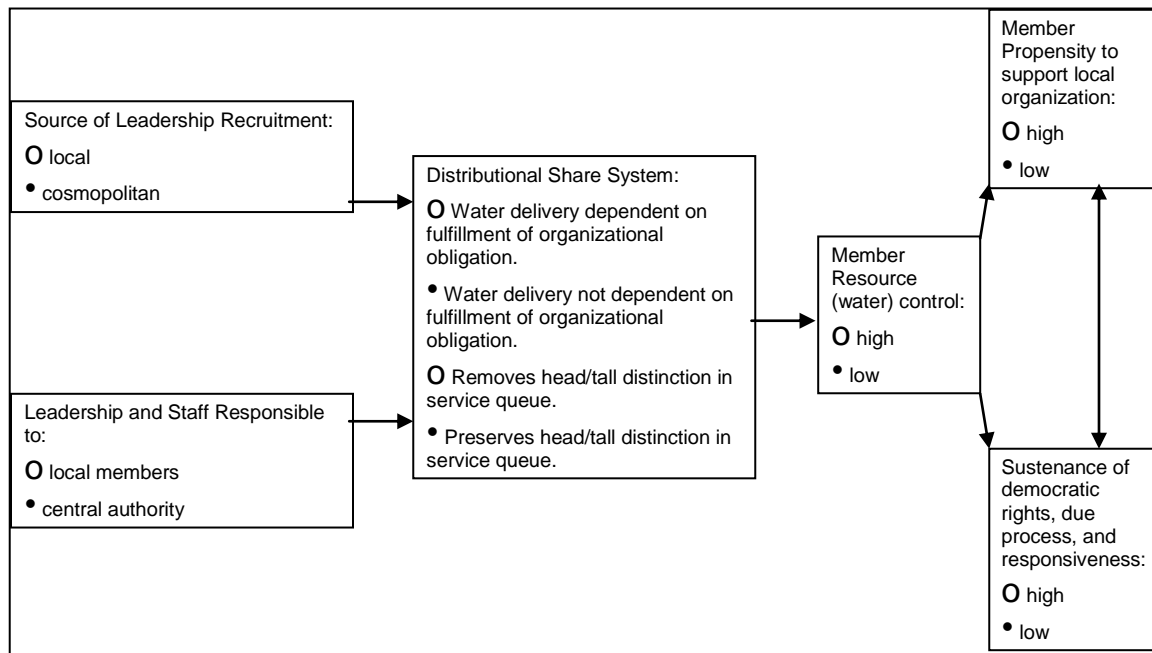 Source of Leadership Recruitment:
O local
• cosmopolitan
Leadership and Staff Responsible
to:
O local members
• central authority
Distributional Share System:
O Water delivery dependent on
fulfillment of organizational
obligation.
• Water delivery not dependent on
fulfillment of organizational
obligation.
O Removes head/tall distinction in
service queue.
• Preserves head/tall distinction in
service queue.
Member
Resource
(water) control:
O high
• low
Member
Propensity to
support local
organization:
O high
• low
Sustenance of
democratic
rights, due
process, and
responsiveness:
O high
• low